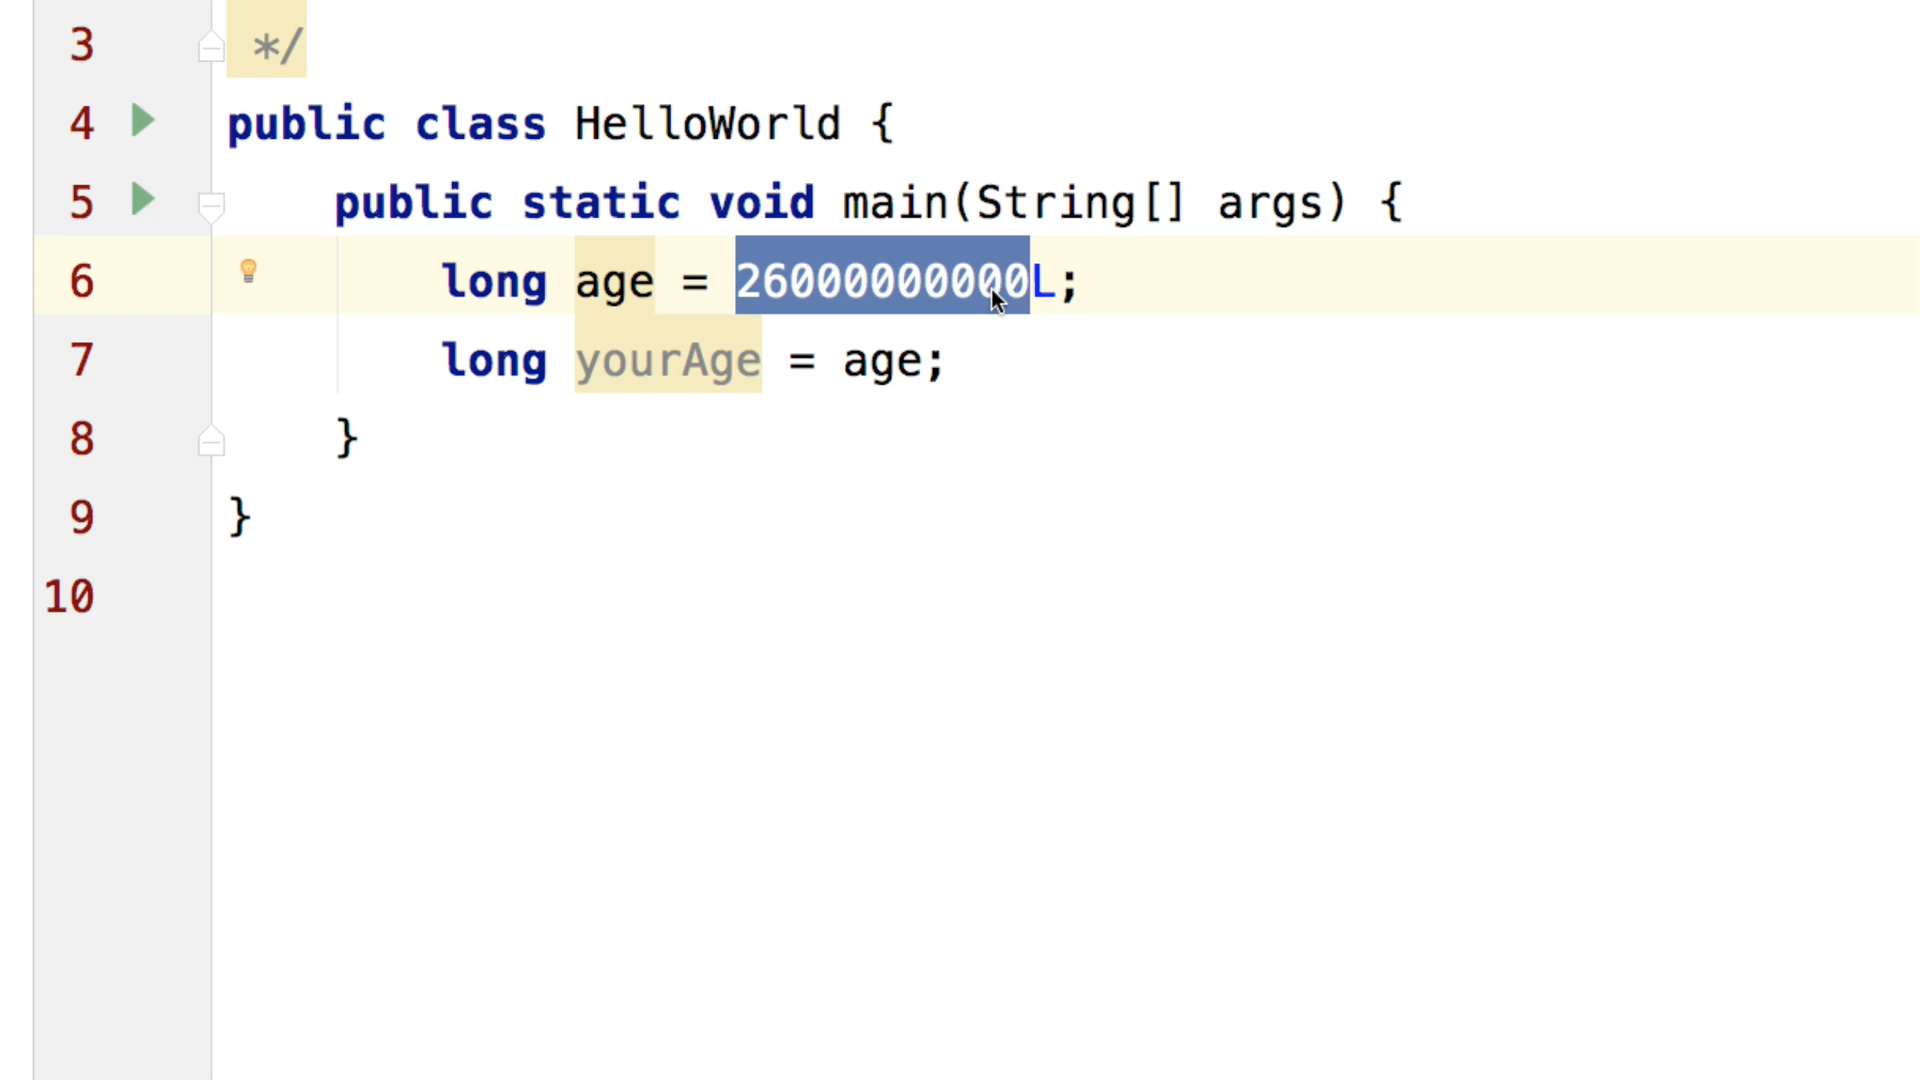 3 */
4 public class HelloWorld {
5 public static void main(String[] args) {
6 long age = 26000000000L;
7 long yourAge = age;
8 }
9 }
10